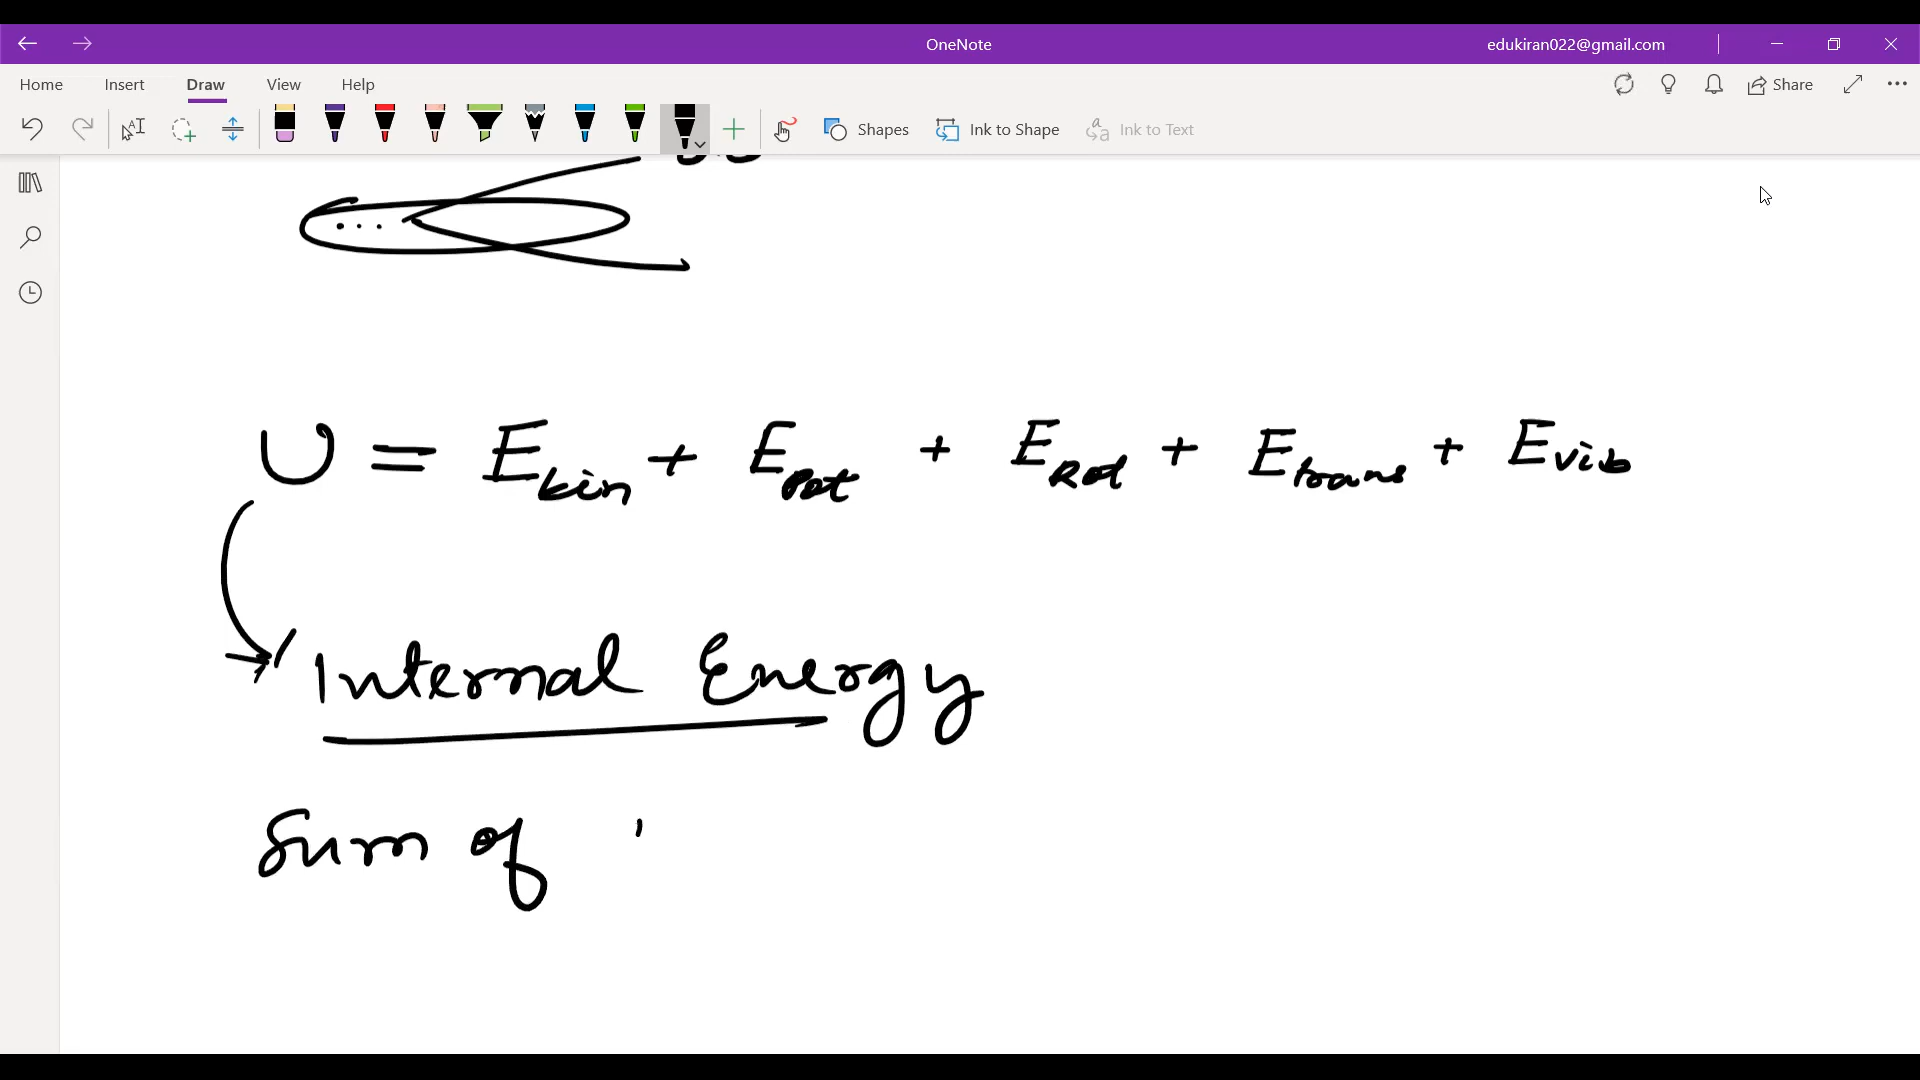 OneNote
edukiran022@gmail.com
Home Insert Draw View Help
Share
Shapes Ink to Shape Ink to Text
U = Ekin + Epot + ERot + Etrans + Evib
Internal Energy
Sum of